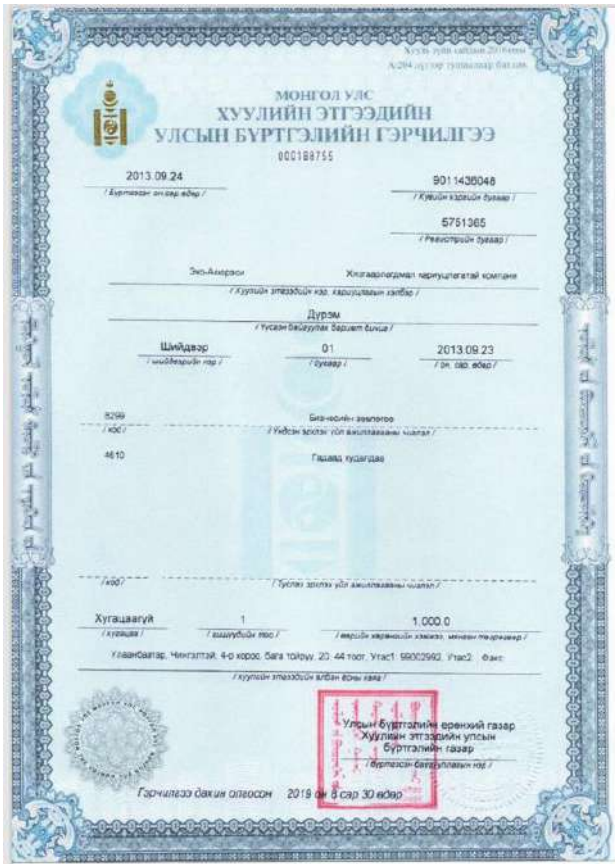 Хууль зүйн сайдын 2016 оны
А/204 дугаар тушаалаар батлав
МОНГОЛ УЛС
ХУУЛИЙН ЭТГЭЭДИЙН
УЛСЫН БҮРТГЭЛИЙН ГЭРЧИЛГЭЭ
000188755
2013.09.24 9011436048
/ Бүртгэсэн он,сар,өдөр / / Хувийн хэргийн дугаар /
5751365
/ Регистрийн дугаар /
Хязгаарлагдмал хариуцлагатай компани
/ Хуулийн этгээдийн нэр, хариуцлагын хэлбэр /
Дүрэм
/ Үүсгэн байгуулах баримт бичиг /
Шийдвэр 01 2013.09.23
/ шийдвэрийн нэр / / дугаар / / он, сар, өдөр /
8299 Бизнесийн зөвлөгөө
/ код / / Үндсэн эрхлэх үйл ажиллагааны чиглэл /
4610 Гадаад худалдаа
/ код / / Туслах эрхлэх үйл ажиллагааны чиглэл /
Хугацаагүй 1 1,000.0
/ хугацаа / / гишүүдийн тоо / / өөрийн хөрөнгийн хэмжээ, мянган төгрөгөөр /
Улаанбаатар, Чингэлтэй, 4-р хороо, Бага тойруу, 20, 44 тоот, Утас1: 99002992, Утас2: Факс:
/ хуулийн этгээдийн албан ёсны хаяг /
Улсын бүртгэлийн ерөнхий газар
Хуулийн этгээдийн улсын
бүртгэлийн газар
/ бүртгэсэн байгууллагын нэр /
Гэрчилгээ дахин олгосон 2019 он 8 сар 30 өдөр